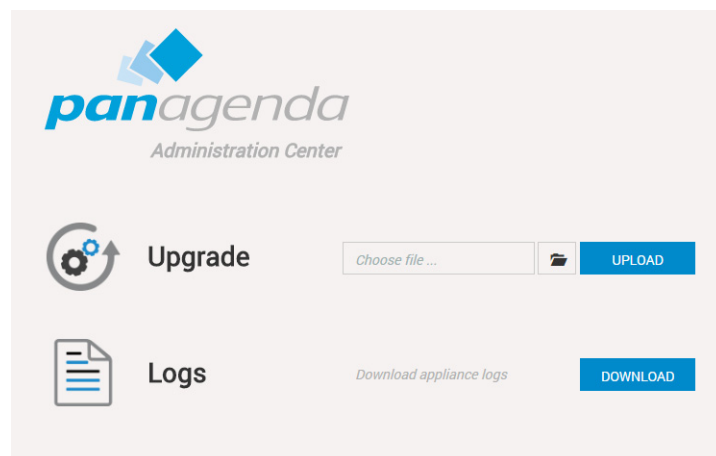 panagenda
Administration Center
Upgrade
Choose file ...
UPLOAD
Logs
Download appliance logs
DOWNLOAD